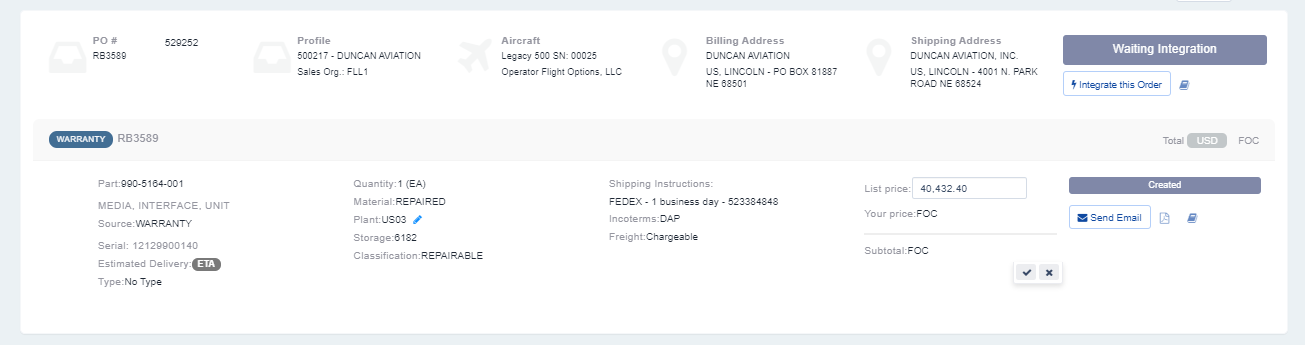 PO #
RB3589
529252
Profile
500217 - DUNCAN AVIATION
Sales Org.: FLL1
Aircraft
Legacy 500 SN: 00025
Operator Flight Options, LLC
Billing Address
DUNCAN AVIATION
US, LINCOLN - PO BOX 81887
NE 68501
Shipping Address
DUNCAN AVIATION, INC.
US, LINCOLN - 4001 N. PARK
ROAD NE 68524
Waiting Integration
Integrate this Order
WARRANTY RB3589
Total USD FOC
Part:990-5164-001
MEDIA, INTERFACE, UNIT
Source:WARRANTY
Serial: 12129900140
Estimated Delivery: ETA
Type:No Type
Quantity:1 (EA)
Material:REPAIRED
Plant:US03
Storage:6182
Classification:REPAIRABLE
Shipping Instructions:
FEDEX - 1 business day - 523384848
Incoterms:DAP
Freight:Chargeable
List price: 40,432.40
Your price:FOC
Subtotal:FOC
Created
Send Email